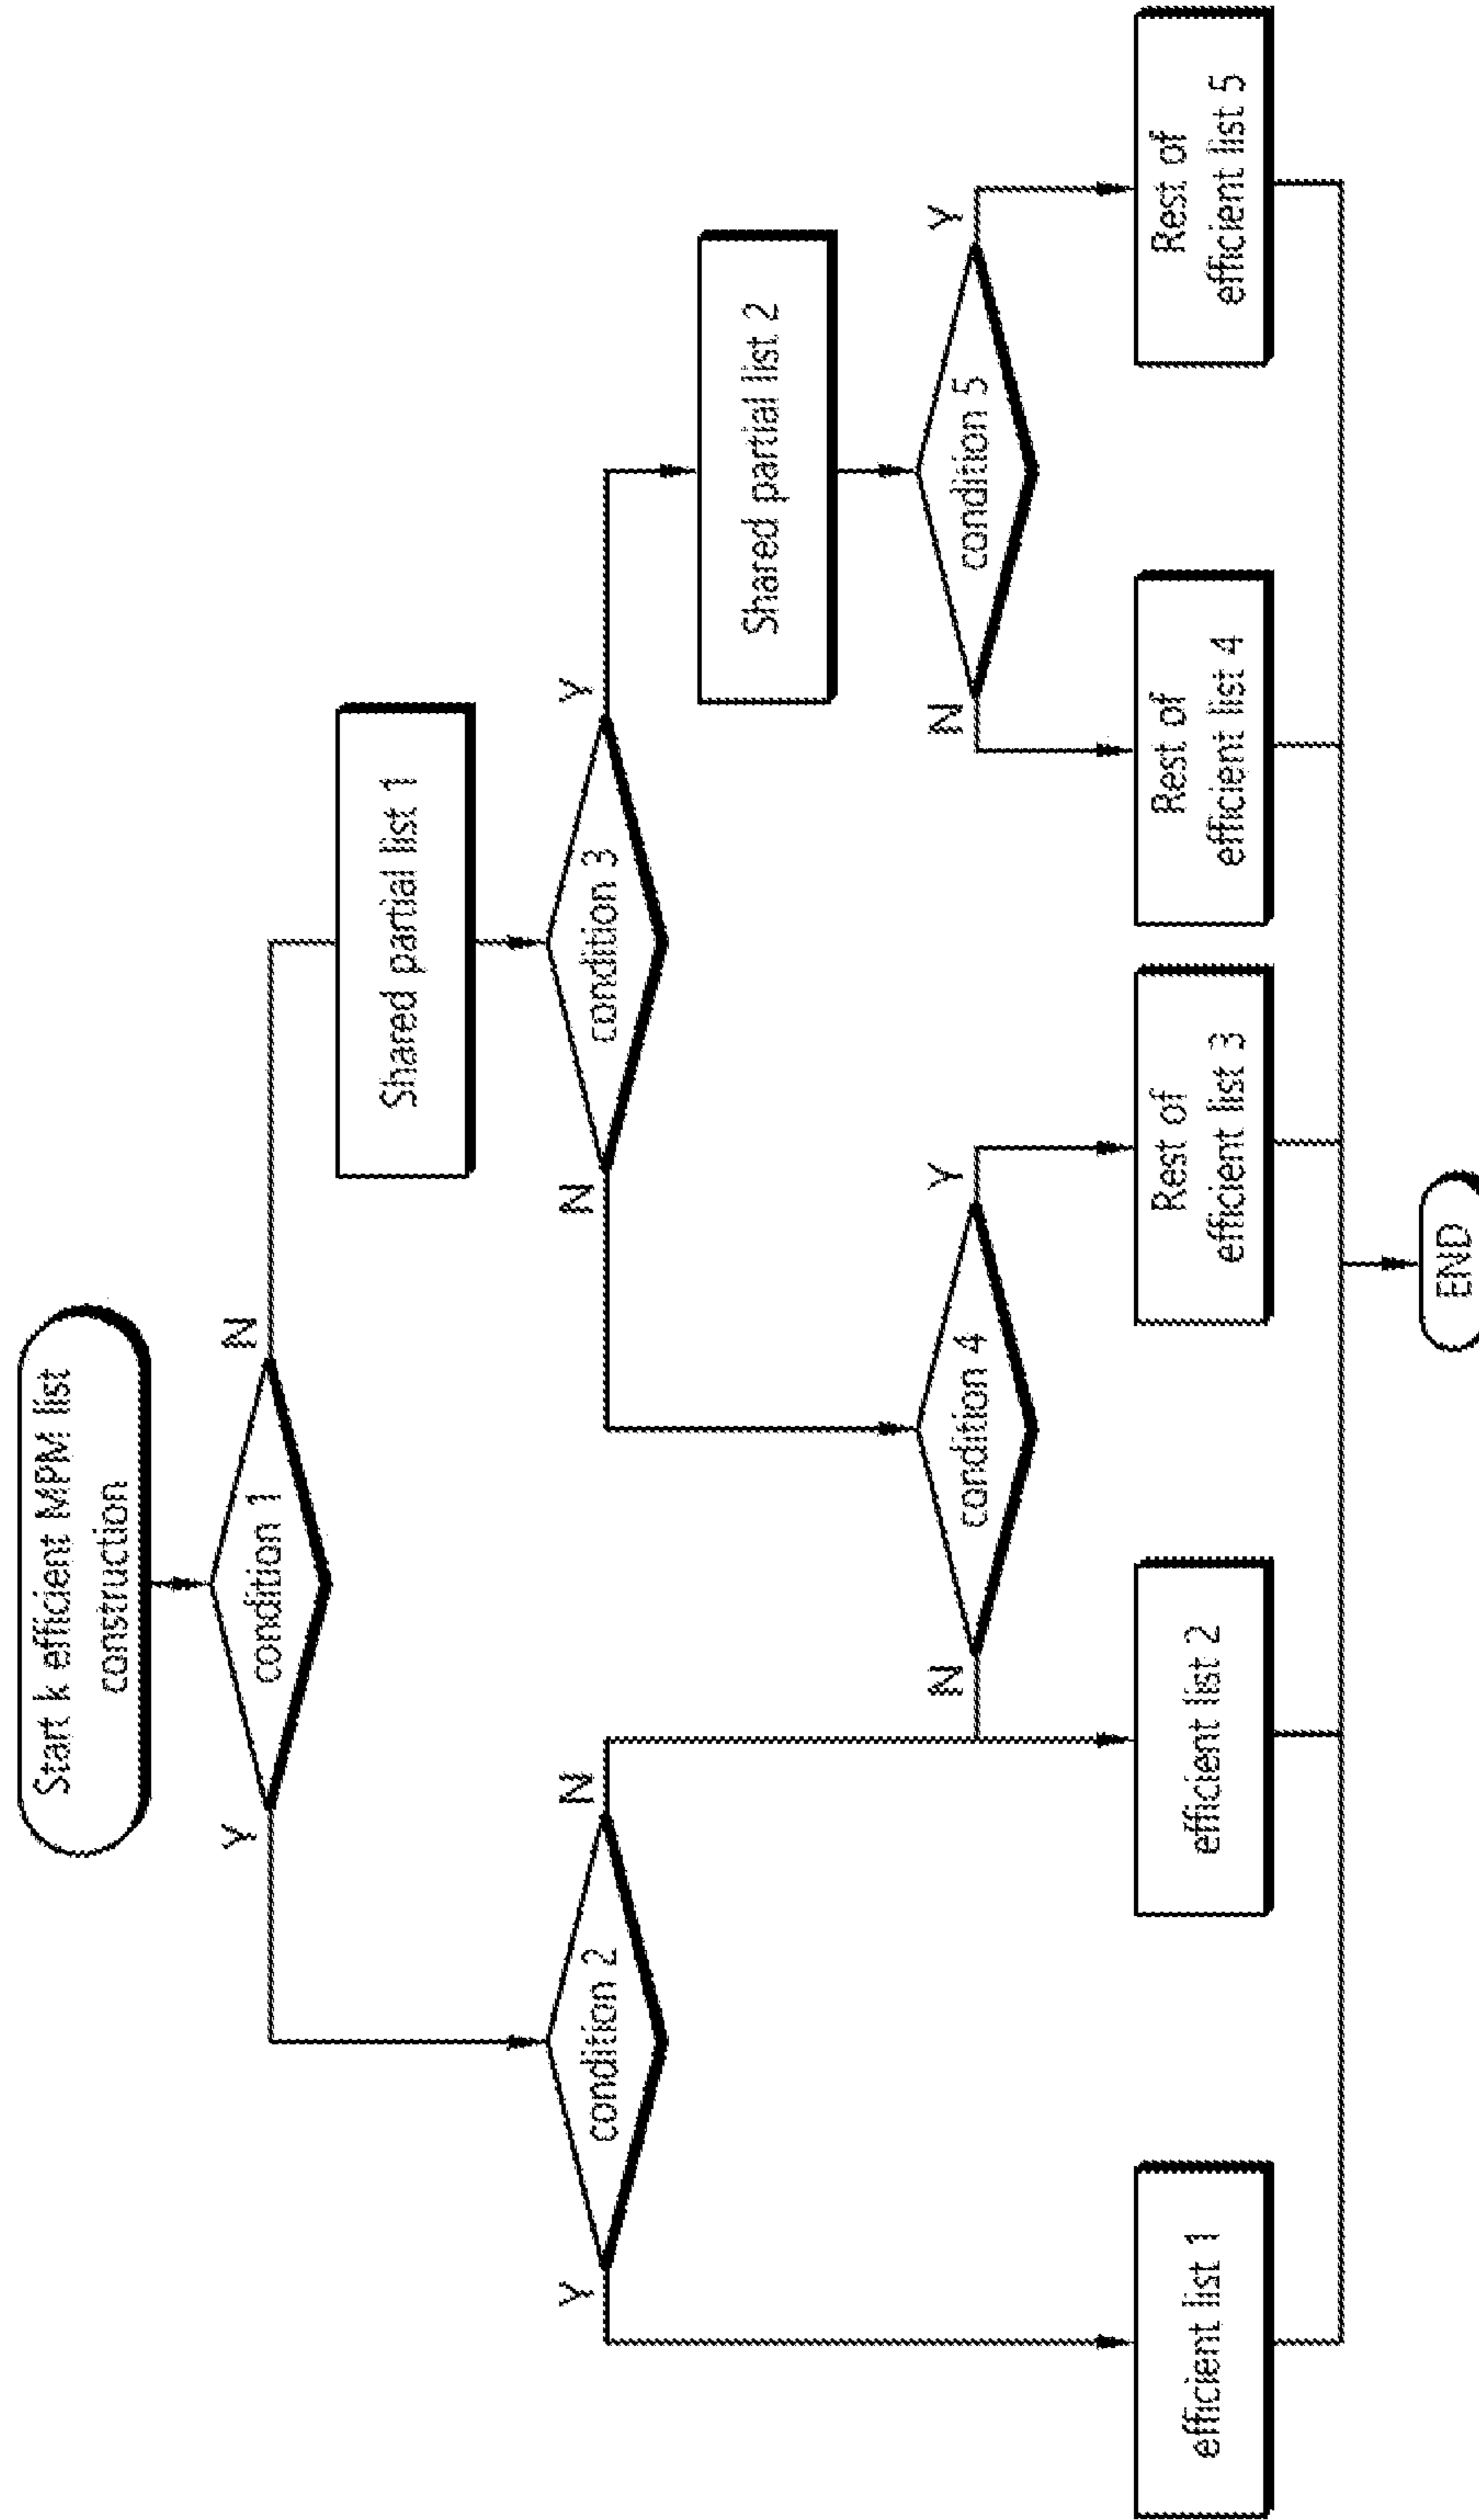 Start k efficient MPM list
construction
Y
condition 1
N
Shared partial list 1
Y
condition 2
N
N
condition 3
Y
Shared partial list 2
N
condition 4
Y
N
condition 5
Y
efficient list 1
efficient list 2
Rest of
efficient list 3
Rest of
efficient list 4
Rest of
efficient list 5
END